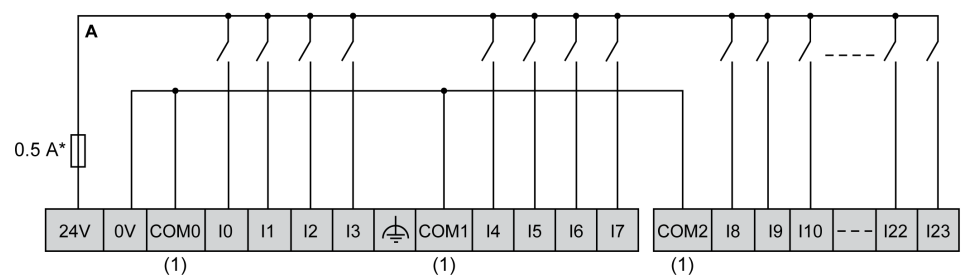 A
0.5 A*
24V 0V COM0 I0 I1 I2 I3 COM1 I4 I5 I6 I7 COM2 I8 I9 I10 I22 I23
(1) (1) (1)